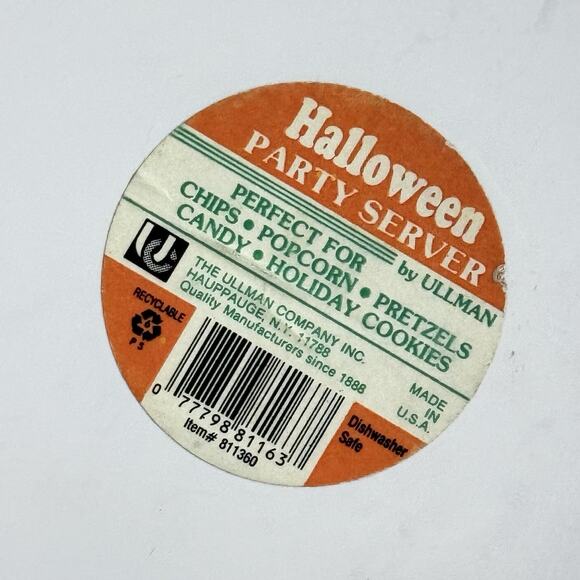 Halloween
PARTY SERVER
by ULLMAN
PERFECT FOR
CHIPS • POPCORN • PRETZELS
CANDY • HOLIDAY COOKIES
THE ULLMAN COMPANY INC.
HAUPPAUGE, N.Y. 11788
Quality Manufacturers since 1888
RECYCLABLE
6
P S
MADE
IN
U.S.A.
0 77798 81163
Item# 811360
Dishwasher
Safe